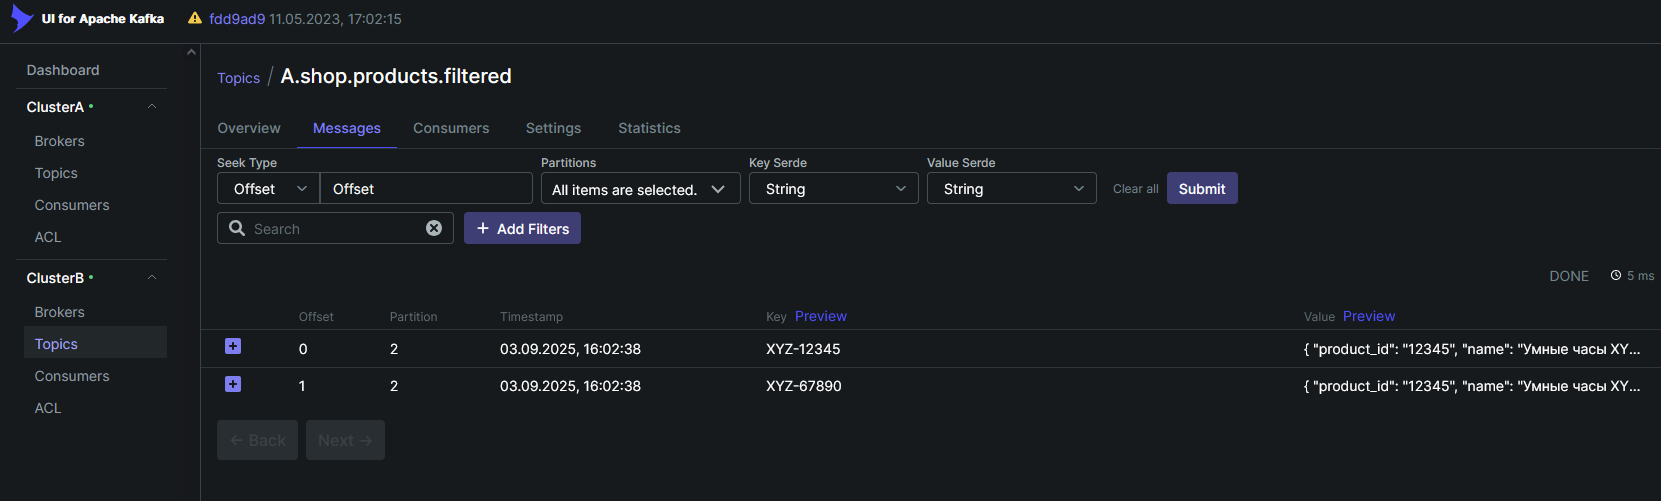 UI for Apache Kafka fdd9ad9 11.05.2023, 17:02:15
Dashboard
ClusterA
Brokers
Topics
Consumers
ACL
ClusterB
Brokers
Topics
Consumers
ACL
Topics / A.shop.products.filtered
Overview Messages Consumers Settings Statistics
Seek Type Partitions Key Serde Value Serde
Offset Offset All items are selected. String String Clear all Submit
Search + Add Filters
DONE 5 ms
Offset Partition Timestamp Key Preview Value Preview
0 2 03.09.2025, 16:02:38 XYZ-12345 { "product_id": "12345", "name": "Умные часы XY...
1 2 03.09.2025, 16:02:38 XYZ-67890 { "product_id": "12345", "name": "Умные часы XY...
← Back Next →